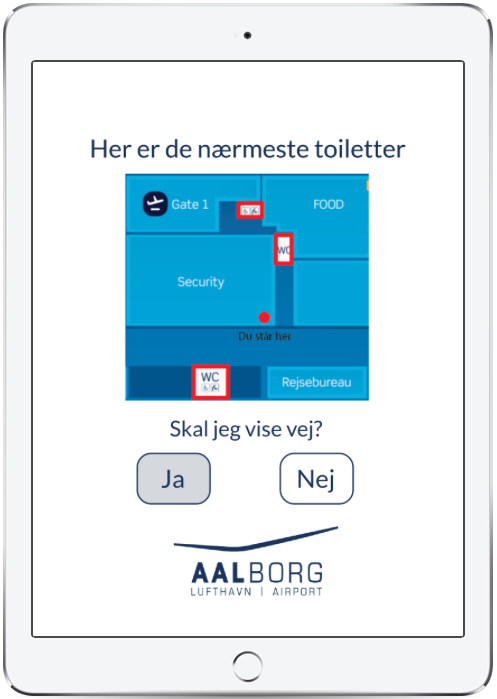 Her er de nærmeste toiletter
Gate 1
FOOD
WC
Security
Du står her
WC
Rejsebureau
Skal jeg vise vej?
Ja
Nej
AALBORG
LUFTHAVN | AIRPORT